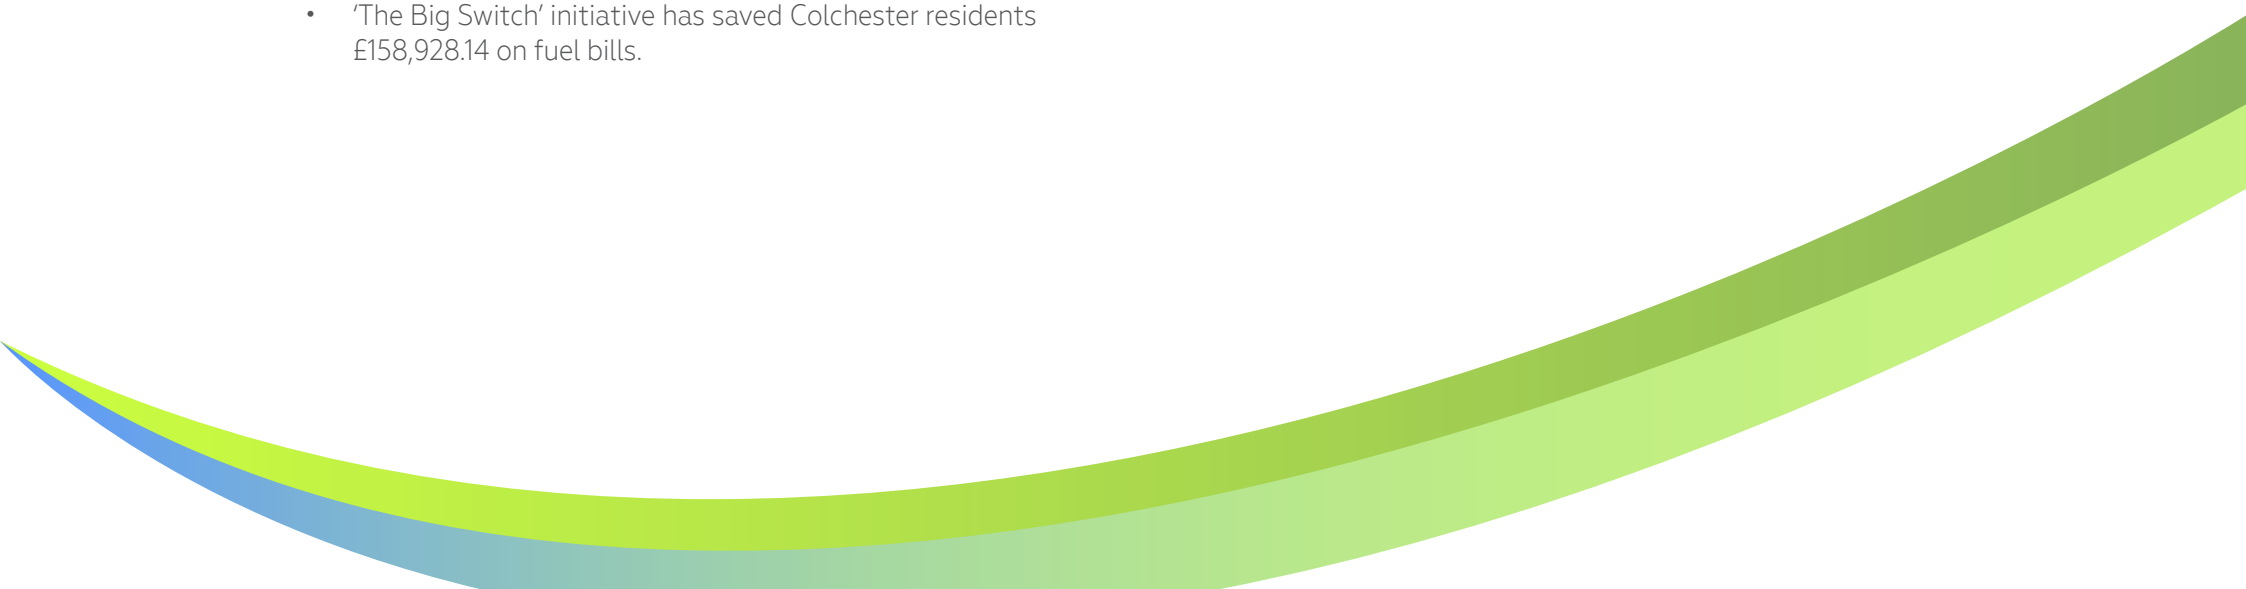 • ‘The Big Switch’ initiative has saved Colchester residents
£158,928.14 on fuel bills.